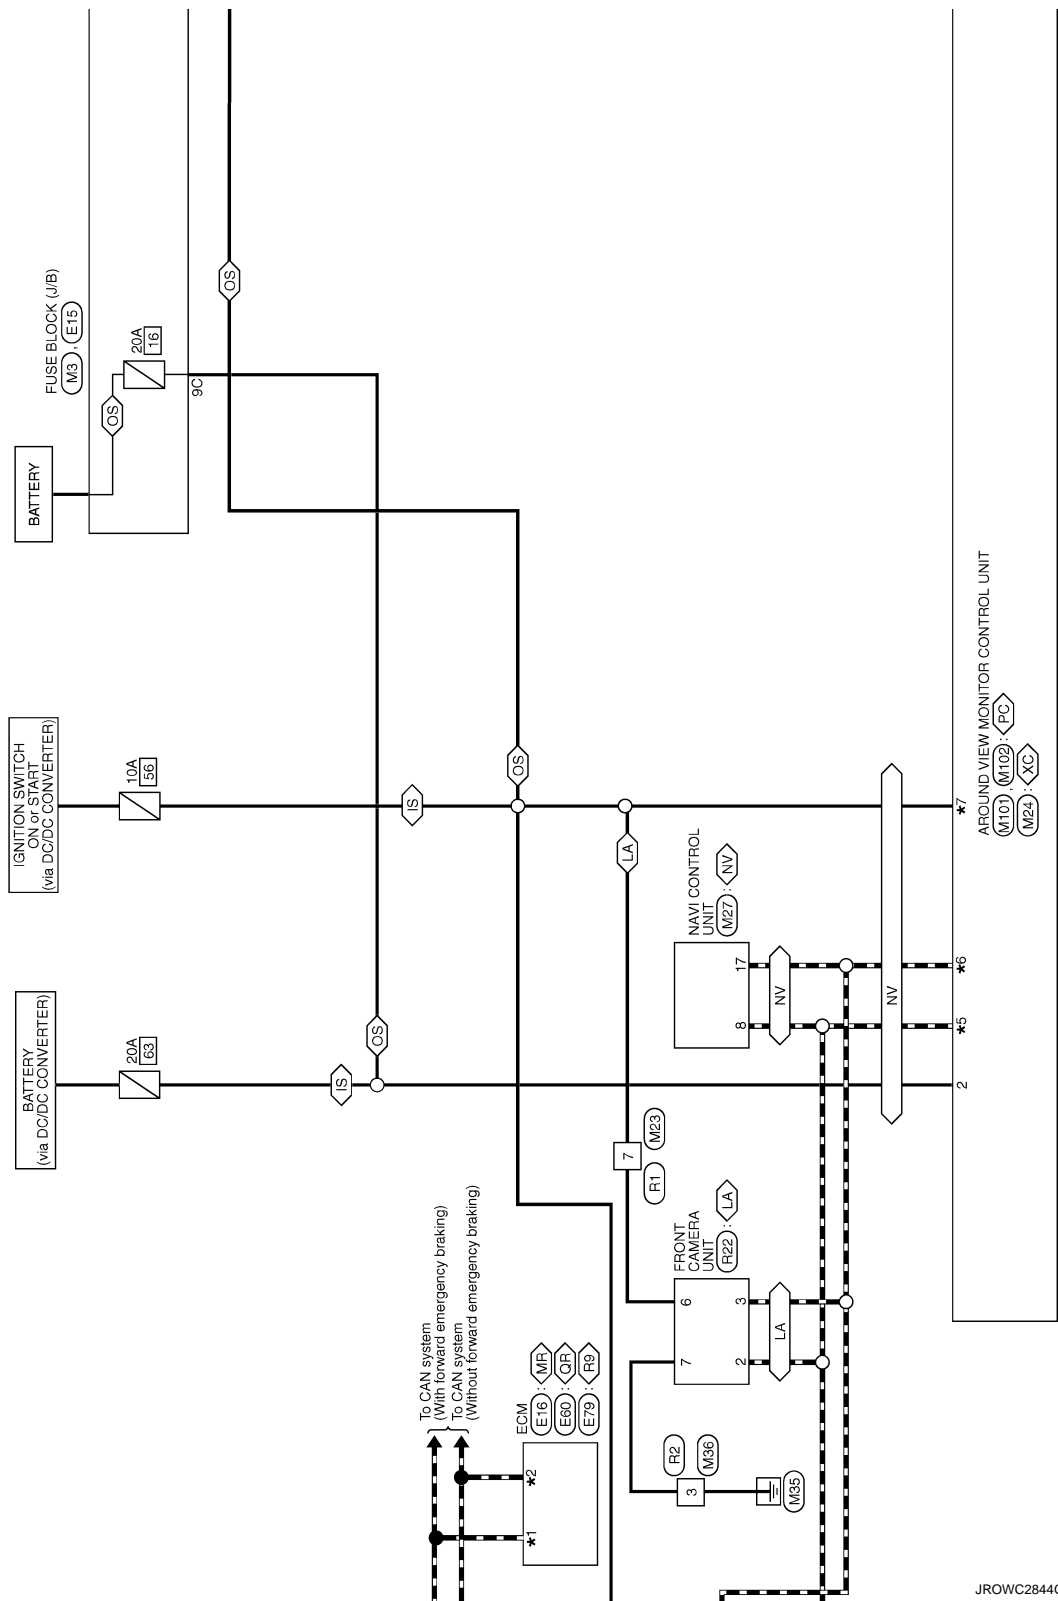 BATTERY
(via DC/DC CONVERTER)
20A
63
IS
OS
IGNITION SWITCH
ON or START
(via DC/DC CONVERTER)
10A
56
IS
OS
BATTERY
FUSE BLOCK (J/B)
M3 , E15
OS
20A
16
9C
OS
To CAN system
(With forward emergency braking)
To CAN system
(Without forward emergency braking)
ECM
E16 : MR
E60 : QR
E79 : R9
*1
*2
R2
3
M36
M35
FRONT
CAMERA
UNIT
R22 : LA
7
6
2
3
LA
R1
7
M23
LA
NAVI CONTROL
UNIT
M27 : NV
8
17
NV
NV
2
*5
*6
*7
AROUND VIEW MONITOR CONTROL UNIT
M101 , M102 : PC
M24 : XC
JROWC2844